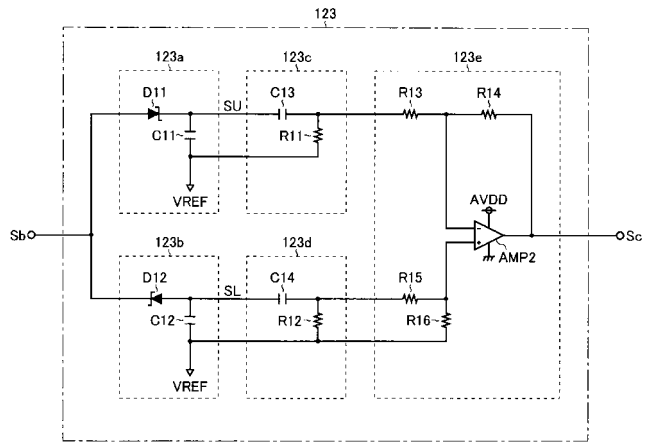 123
123a
123c
123e
D11
SU
C13
R13
R14
C11
R11
VREF
AVDD
Sb
Sc
AMP2
123b
123d
D12
SL
C14
R15
C12
R12
R16
VREF
-
+